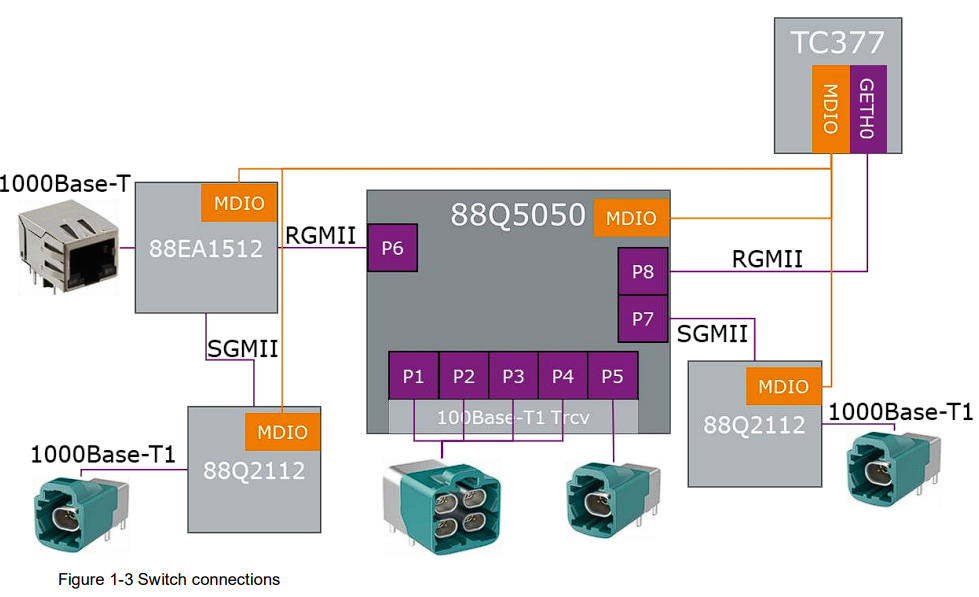 TC377
MDIO
GETH0
1000Base-T
MDIO
88EA1512
RGMII
P6
88Q5050
MDIO
P8
RGMII
P7
SGMII
SGMII
P1 P2 P3 P4 P5
100Base-T1 Trcv
MDIO
88Q2112
1000Base-T1
MDIO
88Q2112
1000Base-T1
Figure 1-3 Switch connections